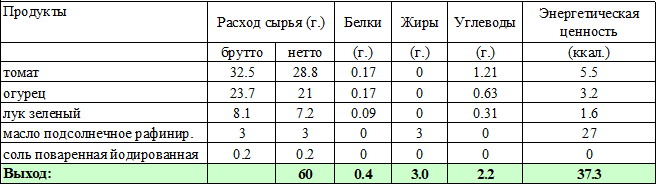 Продукты Расход сырья (г.) Белки Жиры Углеводы Энергетическая ценность
брутто нетто (г.) (г.) (г.) (ккал.)
томат 32.5 28.8 0.17 0 1.21 5.5
огурец 23.7 21 0.17 0 0.63 3.2
лук зеленый 8.1 7.2 0.09 0 0.31 1.6
масло подсолнечное рафинир. 3 3 0 3 0 27
соль поваренная йодированная 0.2 0.2 0 0 0 0
Выход: 60 0.4 3.0 2.2 37.3